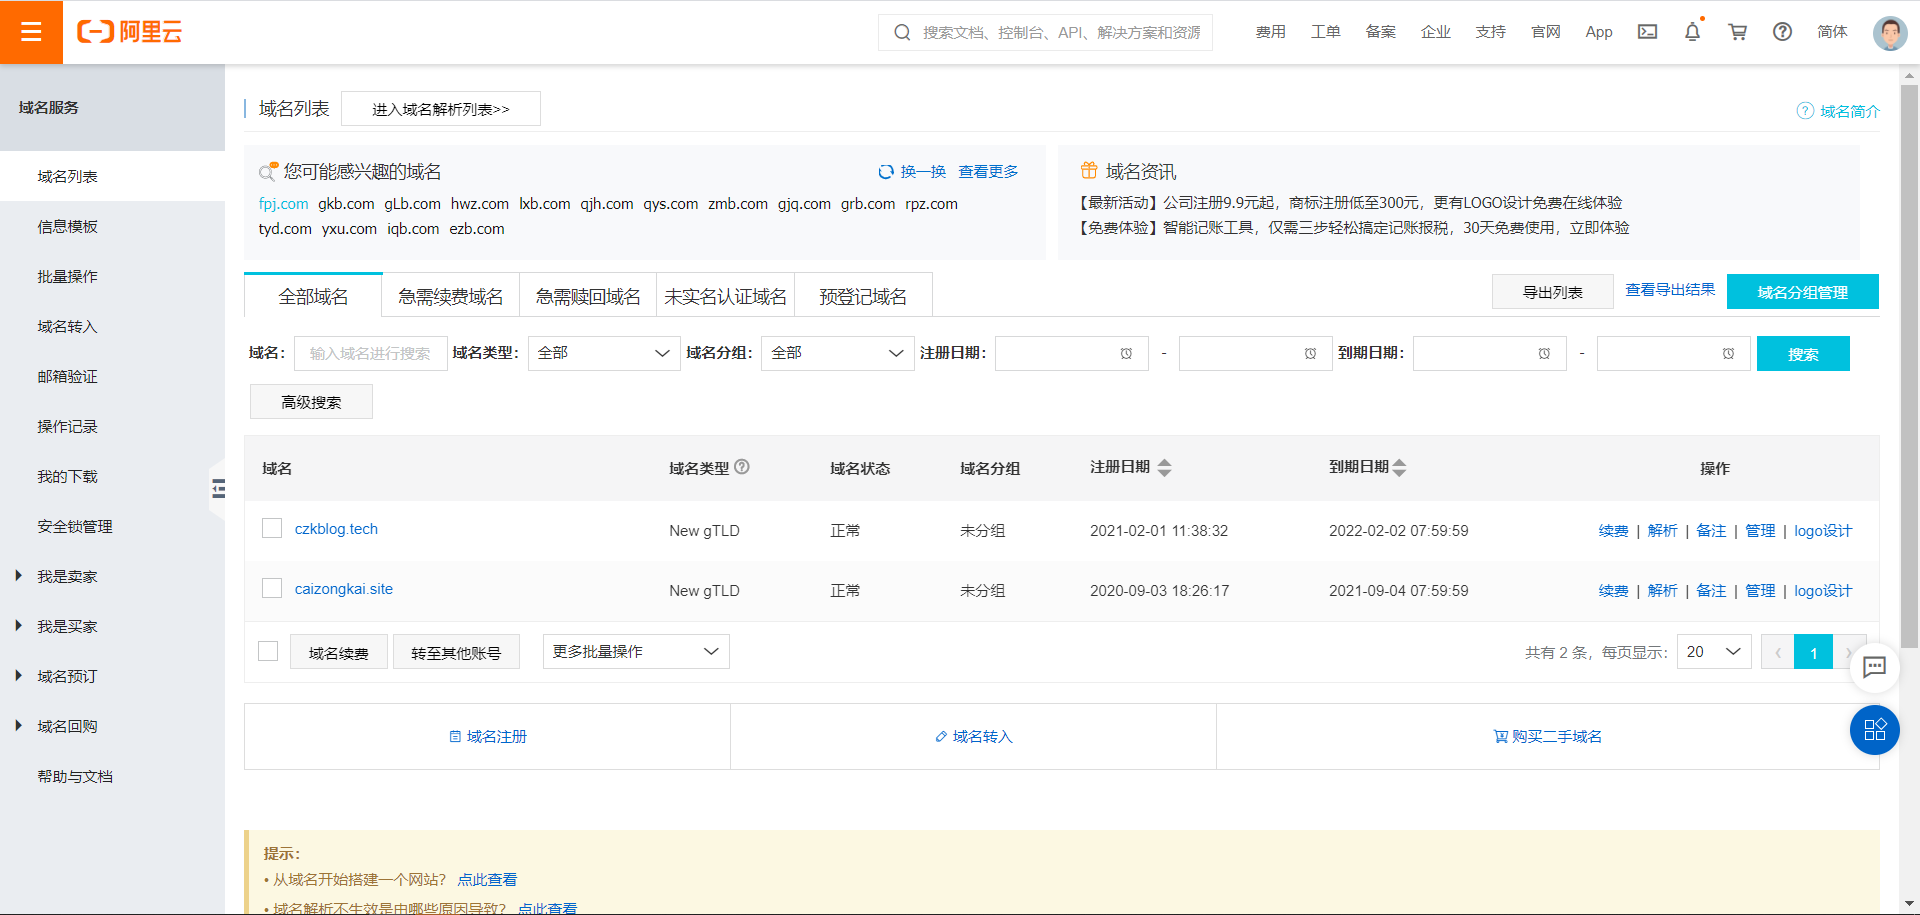 阿里云
搜索文档、控制台、API、解决方案和资源
费用 工单 备案 企业 支持 官网 App 简体
域名服务
域名列表
信息模板
批量操作
域名转入
邮箱验证
操作记录
我的下载
安全锁管理
我是卖家
我是买家
域名预订
域名回购
帮助与文档
域名列表 进入域名解析列表>> 域名简介
您可能感兴趣的域名 换一换 查看更多
fpj.com gkb.com gLb.com hwz.com lxb.com qjh.com qys.com zmb.com gjq.com grb.com rpz.com
tyd.com yxu.com iqb.com ezb.com
域名资讯
【最新活动】公司注册9.9元起，商标注册低至300元，更有LOGO设计免费在线体验
【免费体验】智能记账工具，仅需三步轻松搞定记账报税，30天免费使用，立即体验
全部域名 急需续费域名 急需赎回域名 未实名认证域名 预登记域名 导出列表 查看导出结果 域名分组管理
域名： 输入域名进行搜索 域名类型： 全部 域名分组： 全部 注册日期： - 到期日期： - 搜索
高级搜索
域名 域名类型 域名状态 域名分组 注册日期 到期日期 操作
czkblog.tech New gTLD 正常 未分组 2021-02-01 11:38:32 2022-02-02 07:59:59 续费 | 解析 | 备注 | 管理 | logo设计
caizongkai.site New gTLD 正常 未分组 2020-09-03 18:26:17 2021-09-04 07:59:59 续费 | 解析 | 备注 | 管理 | logo设计
域名续费 转至其他账号 更多批量操作 共有 2 条，每页显示： 20 1
域名注册 域名转入 购买二手域名
提示：
• 从域名开始搭建一个网站？ 点此查看
• 域名解析不生效是由哪些原因导致？ 点此查看